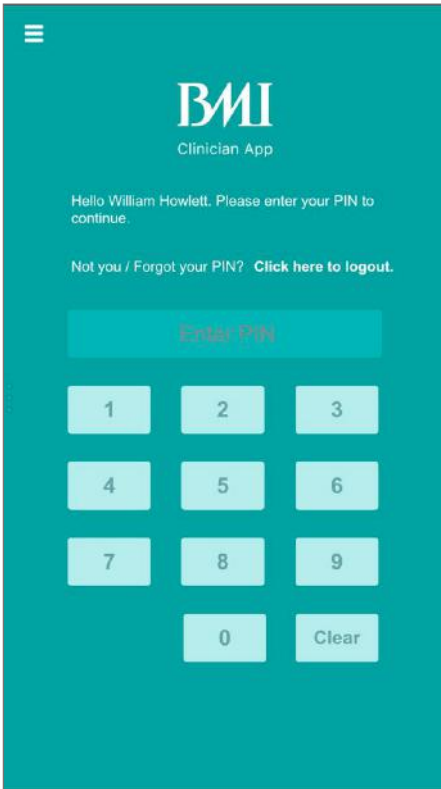 BMI
Clinician App
Hello William Howlett. Please enter your PIN to
continue.
Not you / Forgot your PIN? Click here to logout.
Enter PIN
1 2 3
4 5 6
7 8 9
0 Clear